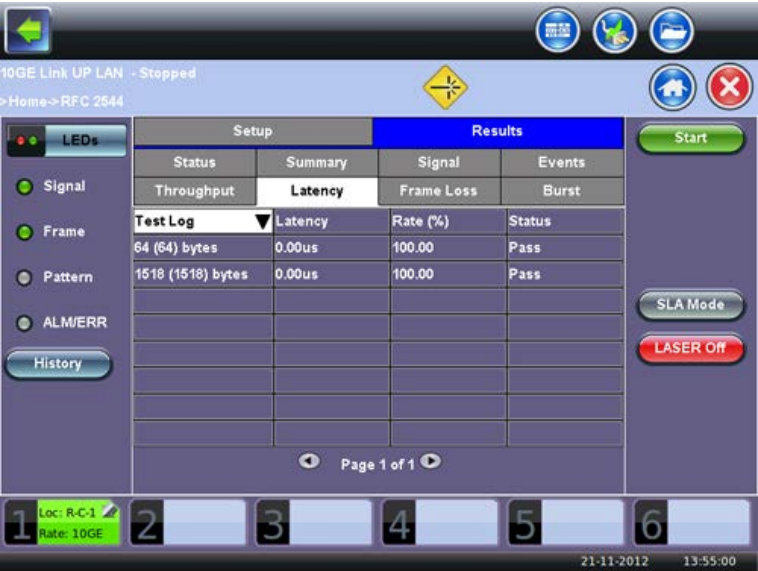 10GE Link UP LAN - Stopped
>Home->RFC 2544
LEDs
Signal
Frame
Pattern
ALM/ERR
History
Setup
Results
Status
Summary
Signal
Events
Throughput
Latency
Frame Loss
Burst
Test Log Latency Rate (%) Status
64 (64) bytes 0.00us 100.00 Pass
1518 (1518) bytes 0.00us 100.00 Pass
Page 1 of 1
Start
SLA Mode
LASER Off
1 Loc: R-C-1
Rate: 10GE
2
3
4
5
6
21-11-2012 13:55:00